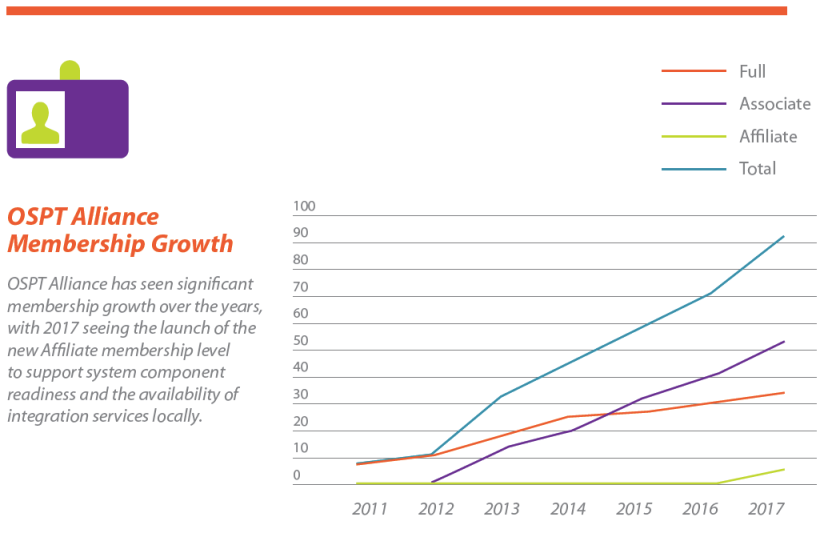 Full
Associate
Affiliate
Total
OSPT Alliance
Membership Growth
OSPT Alliance has seen significant
membership growth over the years,
with 2017 seeing the launch of the
new Affiliate membership level
to support system component
readiness and the availability of
integration services locally.
100
90
80
70
60
50
40
30
20
10
0
2011 2012 2013 2014 2015 2016 2017